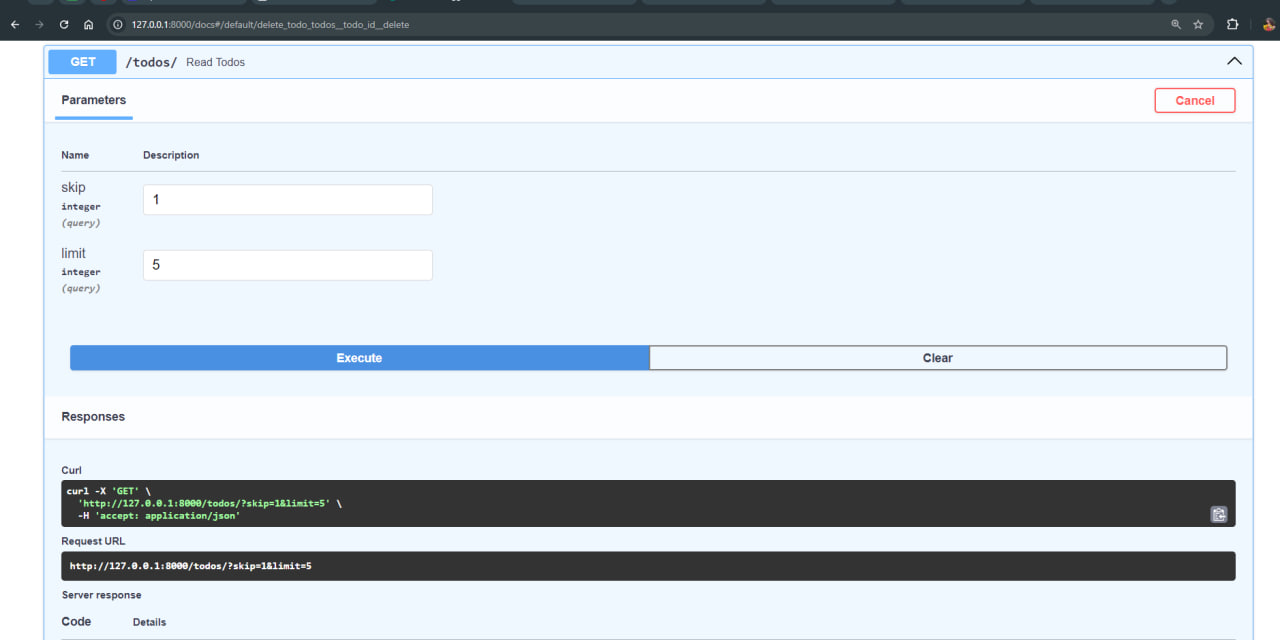 127.0.0.1:8000/docs#/default/delete_todo_todos__todo_id__delete
GET /todos/ Read Todos
Parameters
Cancel
Name Description
skip
integer
(query)
1
limit
integer
(query)
5
Execute Clear
Responses
Curl
curl -X 'GET' \
'http://127.0.0.1:8000/todos/?skip=1&limit=5' \
-H 'accept: application/json'
Request URL
http://127.0.0.1:8000/todos/?skip=1&limit=5
Server response
Code Details